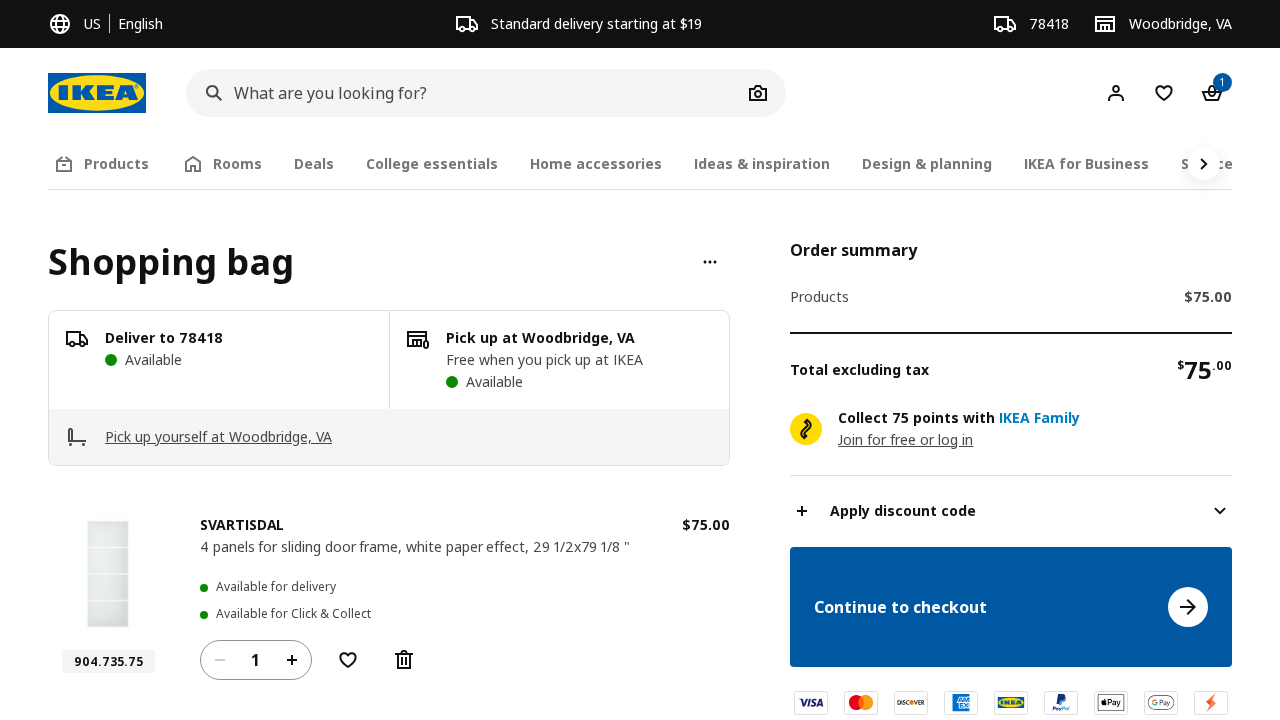 US English
Standard delivery starting at $19
78418
Woodbridge, VA
IKEA
What are you looking for?
1
Products
Rooms
Deals
College essentials
Home accessories
Ideas & inspiration
Design & planning
IKEA for Business
Shopping bag
Deliver to 78418
Available
Pick up at Woodbridge, VA
Free when you pick up at IKEA
Available
Pick up yourself at Woodbridge, VA
SVARTISDAL
$75.00
4 panels for sliding door frame, white paper effect, 29 1/2x79 1/8 "
Available for delivery
Available for Click & Collect
904.735.75
1
Order summary
Products $75.00
Total excluding tax $75.00
Collect 75 points with IKEA Family
Join for free or log in
Apply discount code
Continue to checkout
VISA
DISCOVER
AMEX
IKEA
PayPal
Pay
G Pay